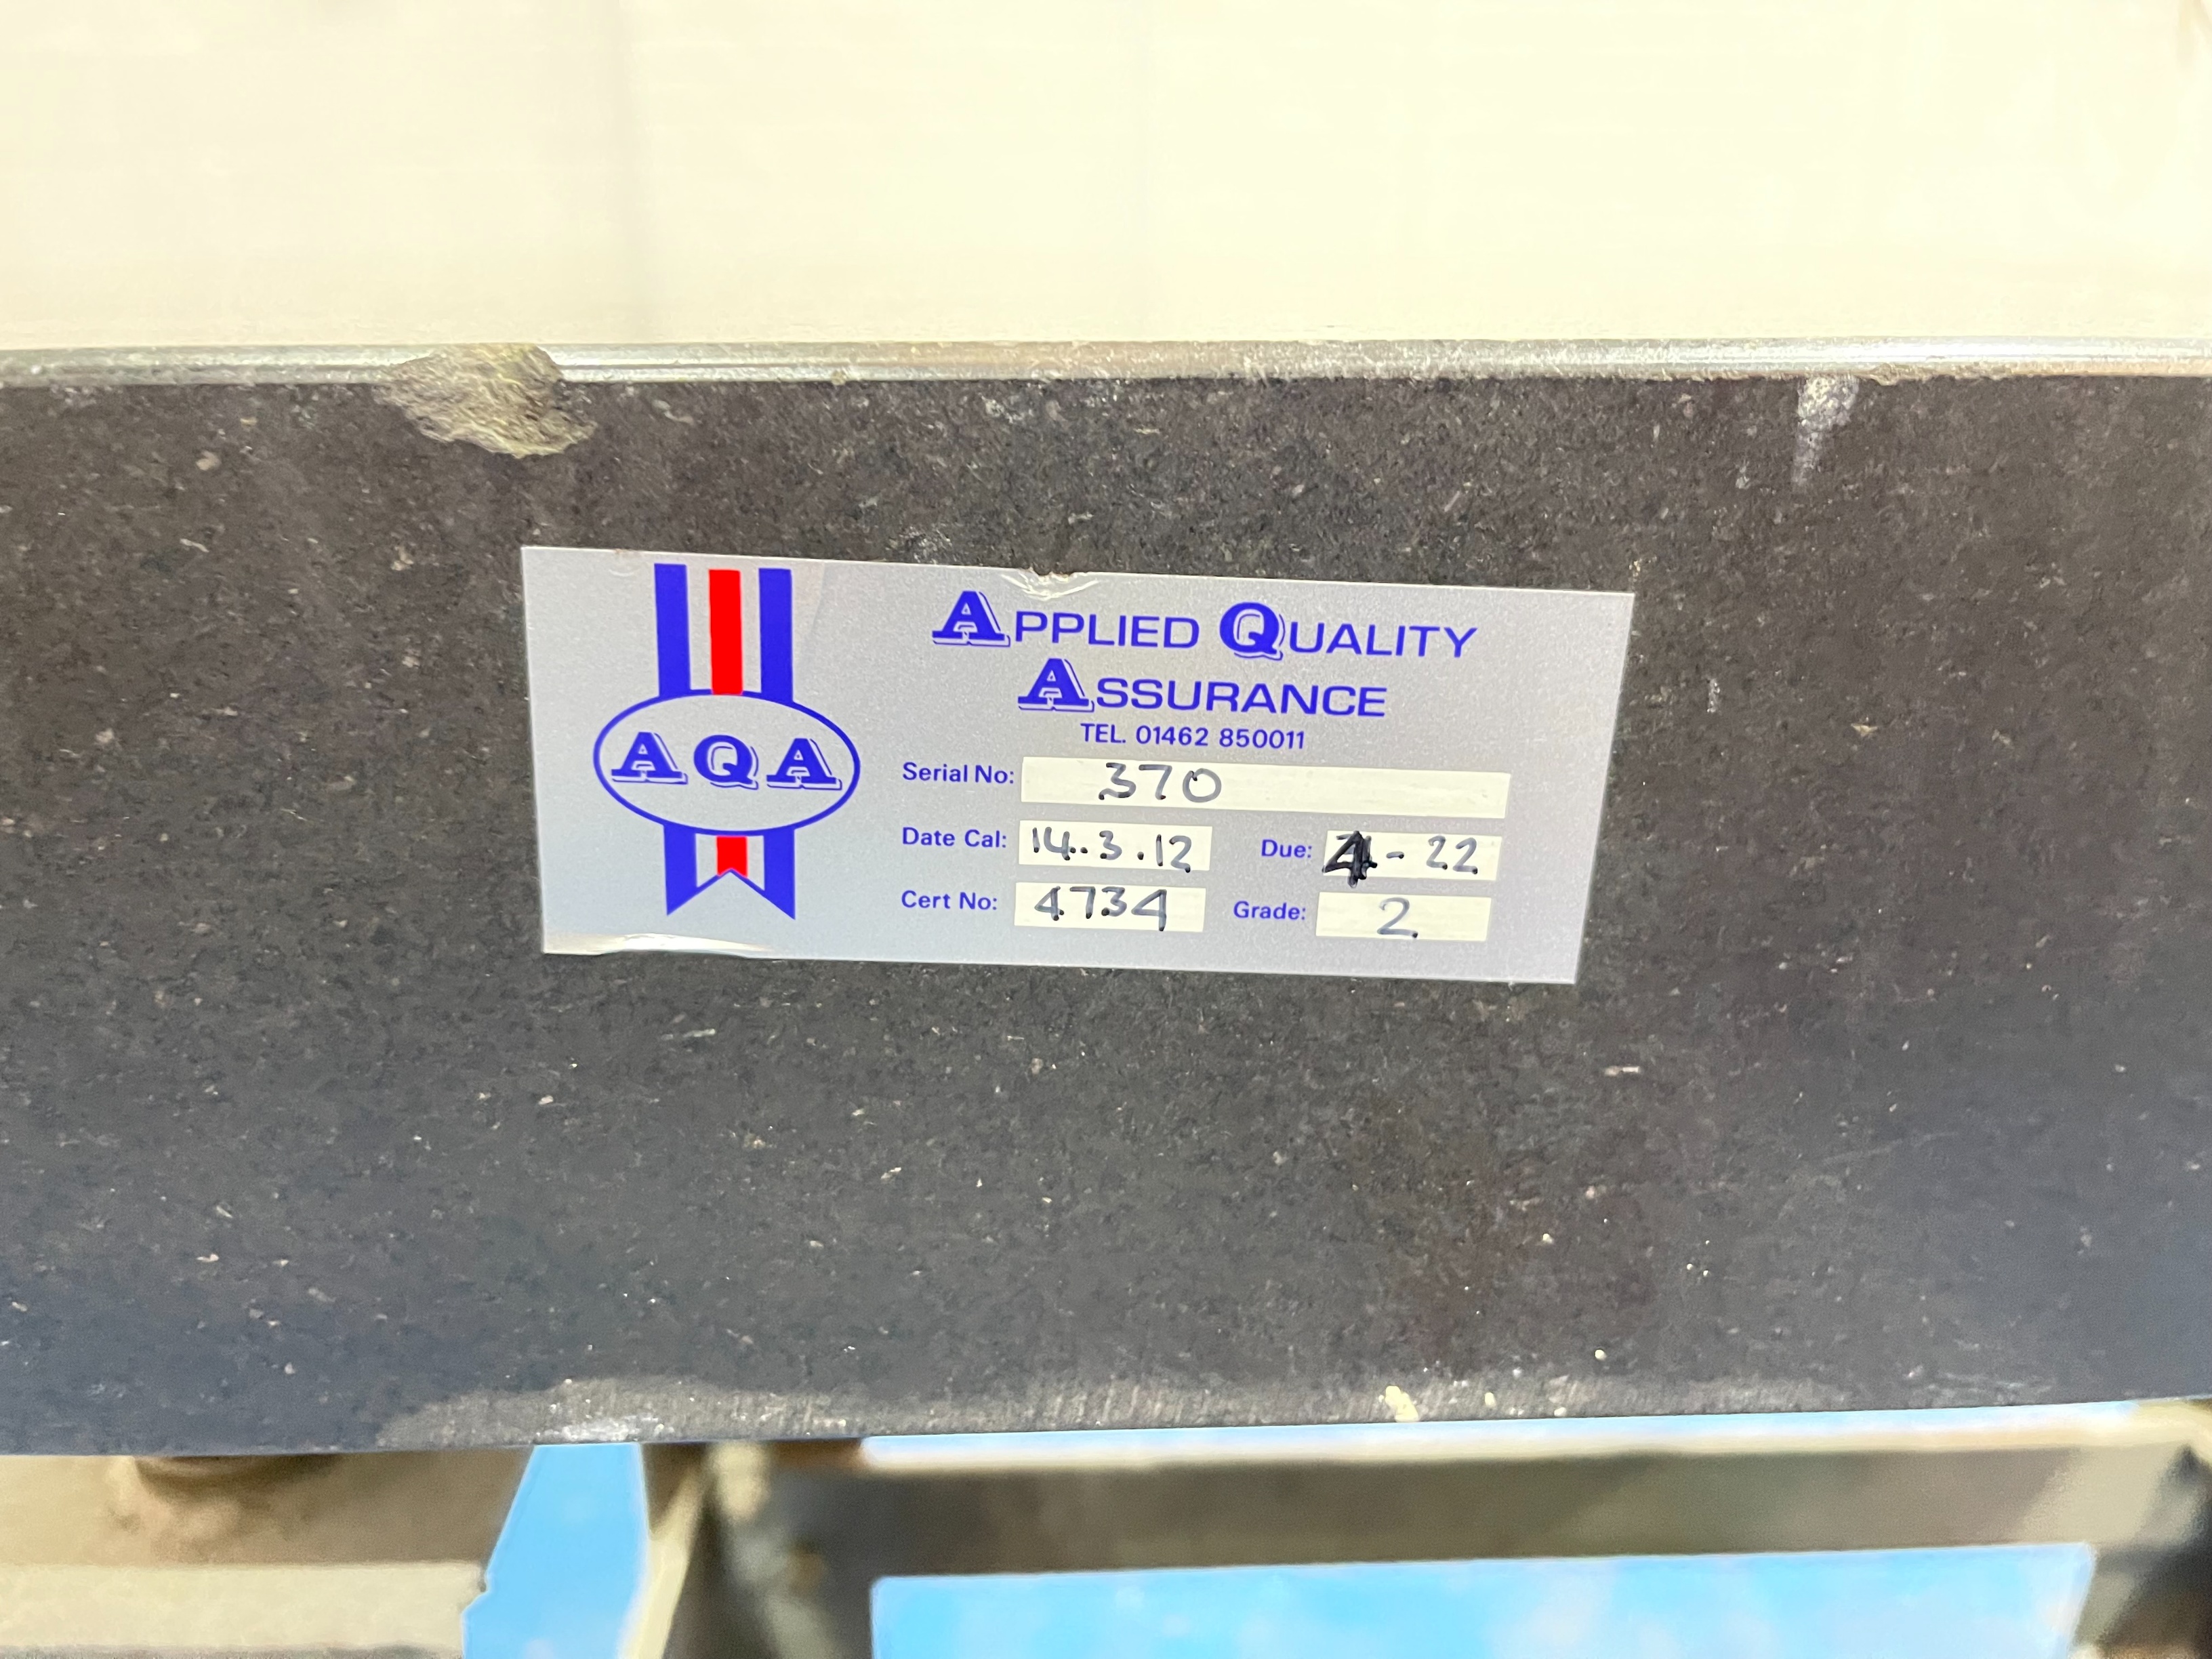 APPLIED QUALITY
ASSURANCE
TEL. 01462 850011
AQA
Serial No: 370
Date Cal: 14.3.12 Due: 4-22
Cert No: 4734 Grade: 2